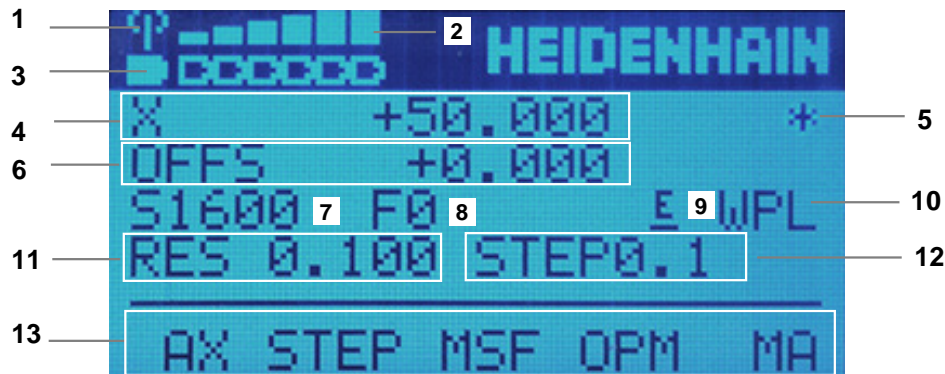 1 2 HEIDENHAIN
3
4 X +50.000 * 5
6 OFFS +0.000
S1600 7 F0 8 E 9 WPL 10
11 RES 0.100 STEP0.1 12
13 AX STEP MSF OPM MA